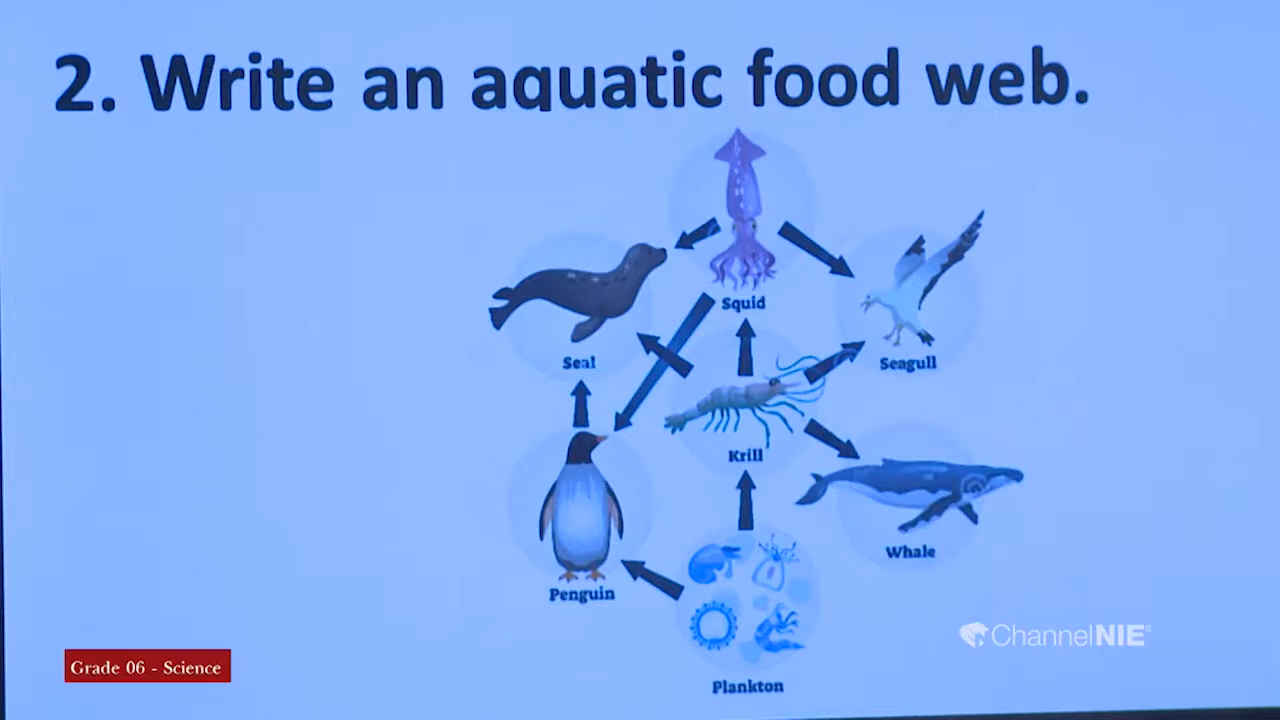 2. Write an aquatic food web.
Squid
Seal
Seagull
Krill
Whale
Penguin
Plankton
ChannelNIE
Grade 06 - Science